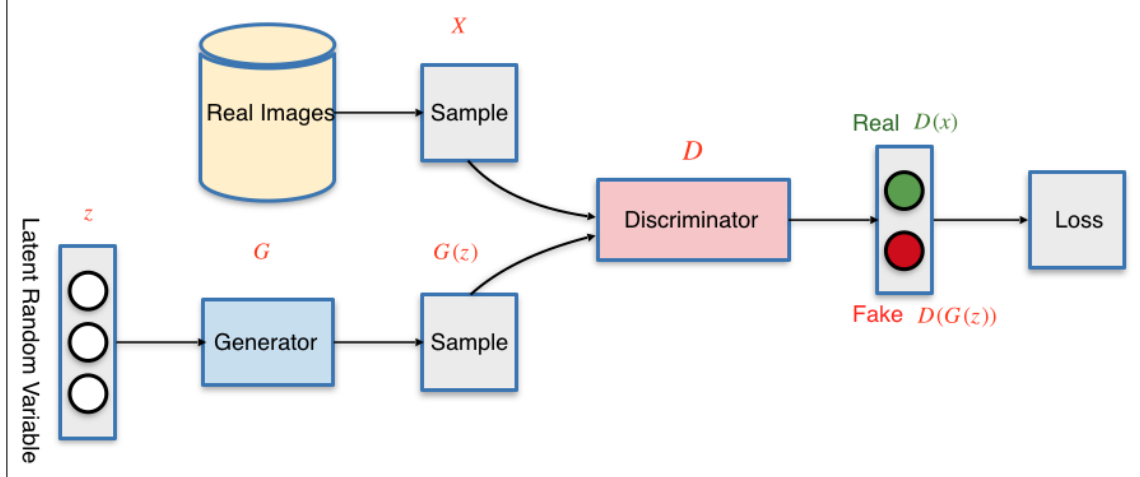 X
Real Images
Sample
Real D(x)
D
Discriminator
Loss
Latent Random Variable
z
G
G(z)
Generator
Sample
Fake D(G(z))